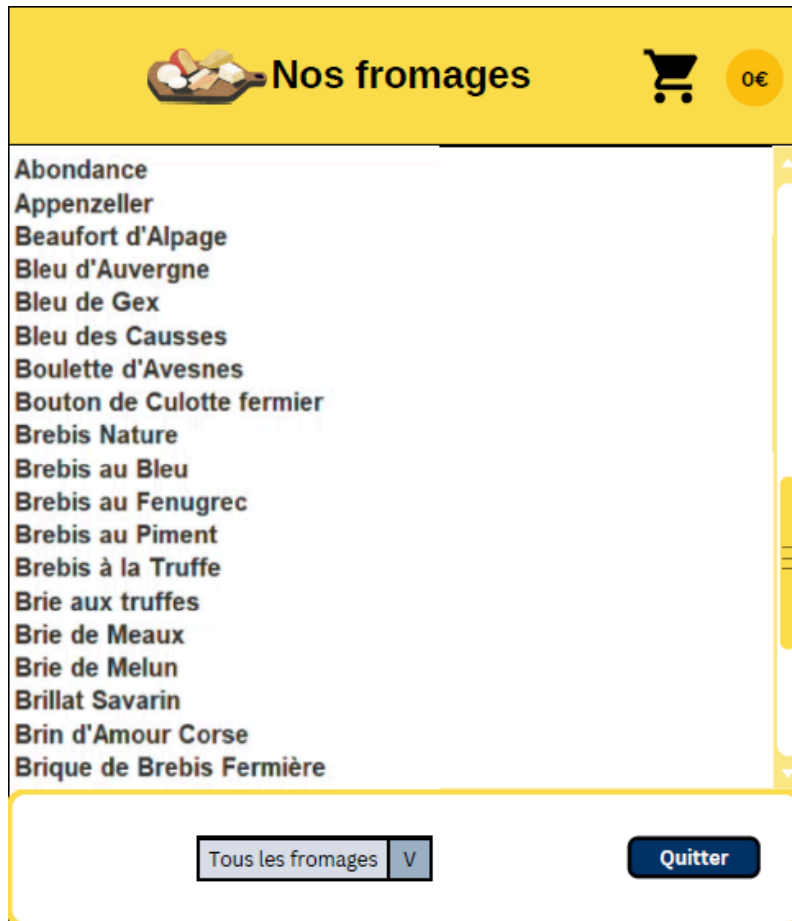 Nos fromages
0€
Abondance
Appenzeller
Beaufort d'Alpage
Bleu d'Auvergne
Bleu de Gex
Bleu des Causses
Boulette d'Avesnes
Bouton de Culotte fermier
Brebis Nature
Brebis au Bleu
Brebis au Fenugrec
Brebis au Piment
Brebis à la Truffe
Brie aux truffes
Brie de Meaux
Brie de Melun
Brillat Savarin
Brin d'Amour Corse
Brique de Brebis Fermière
Tous les fromages V
Quitter